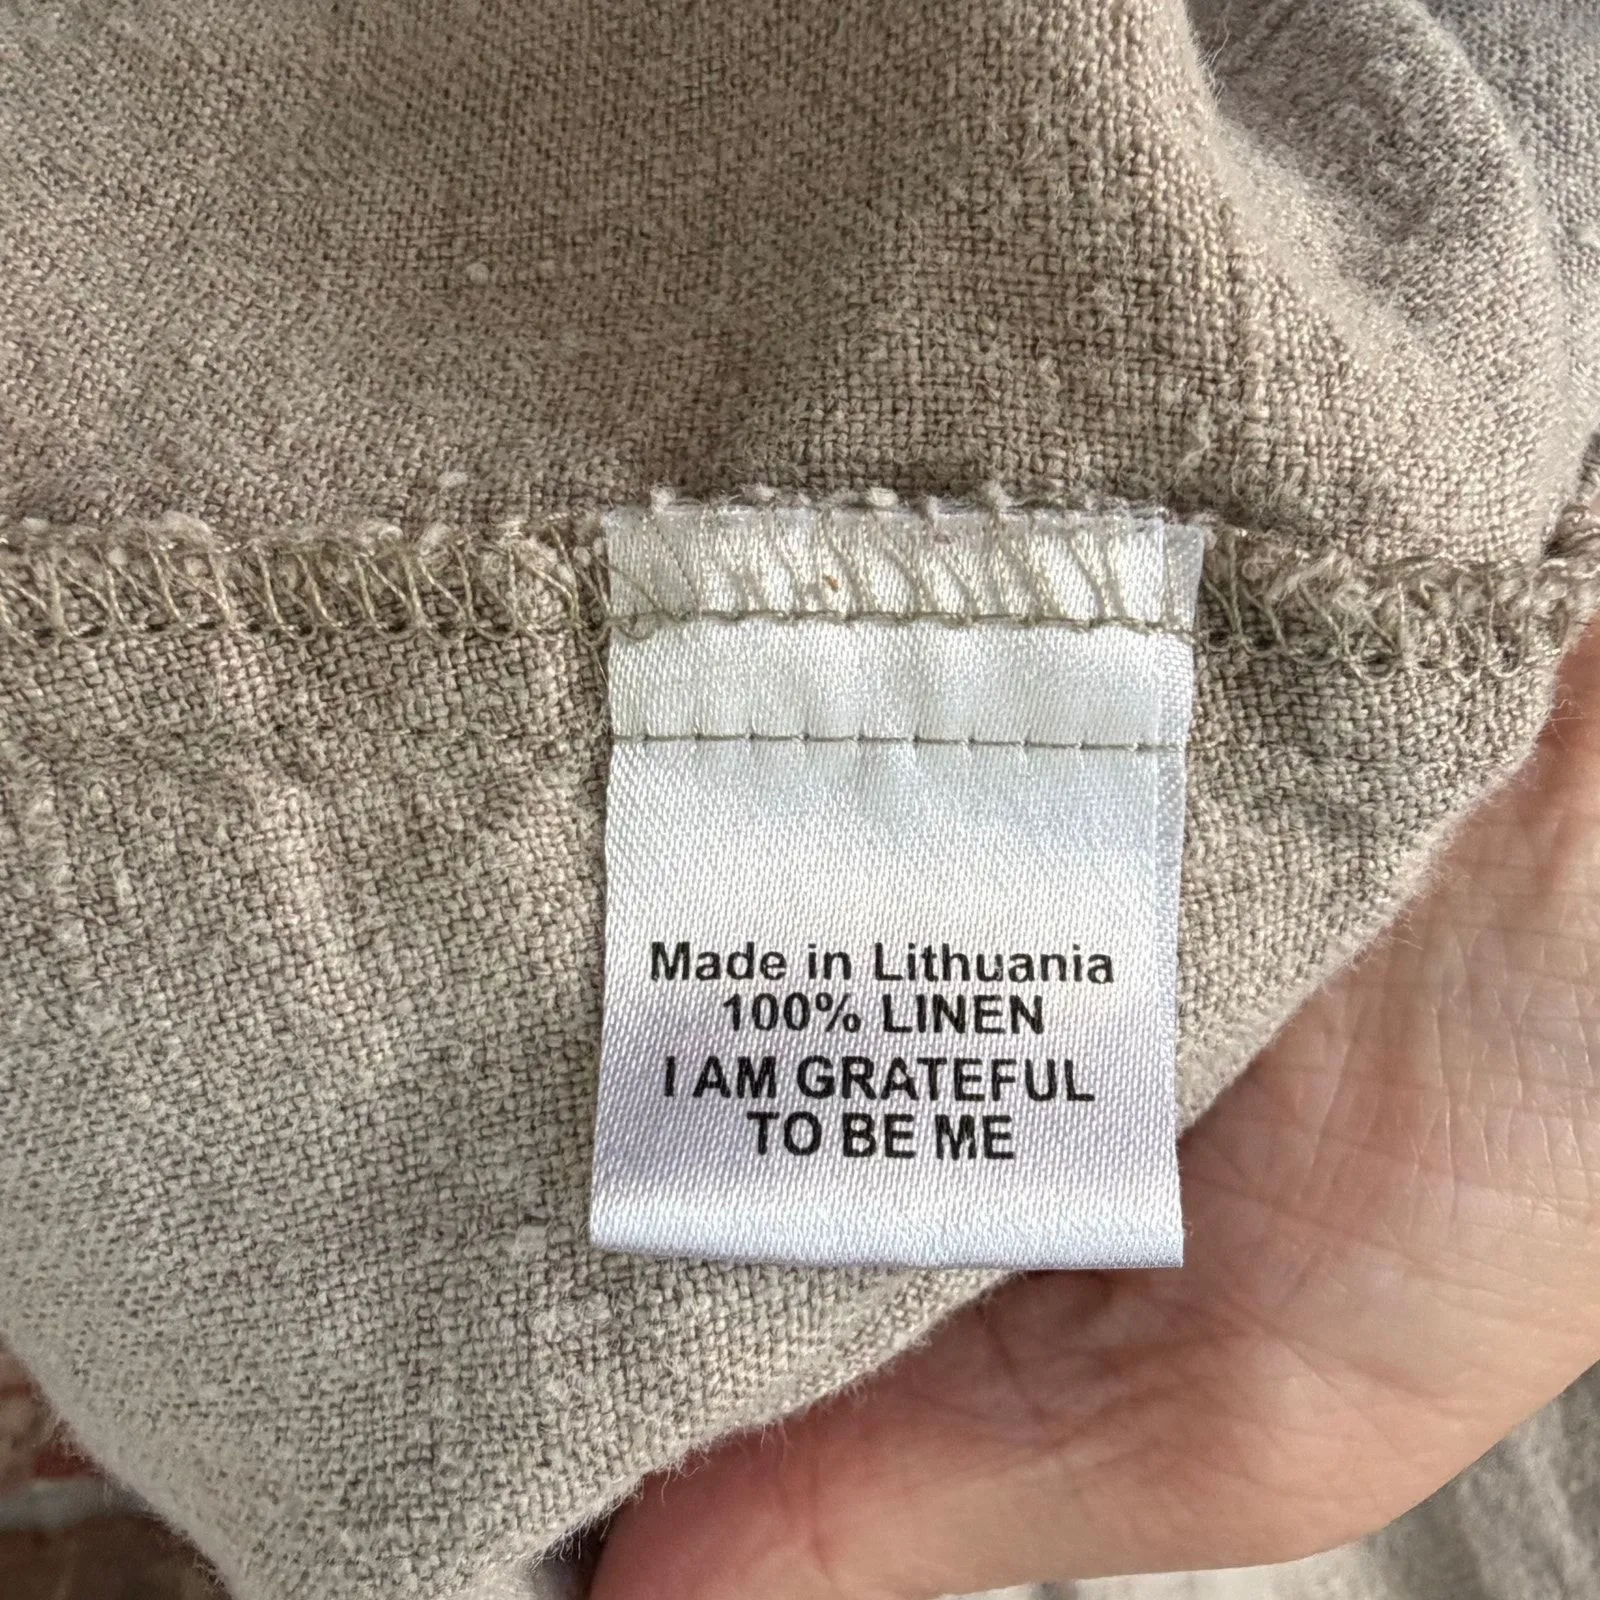 Made in Lithuania
100% LINEN
I AM GRATEFUL
TO BE ME